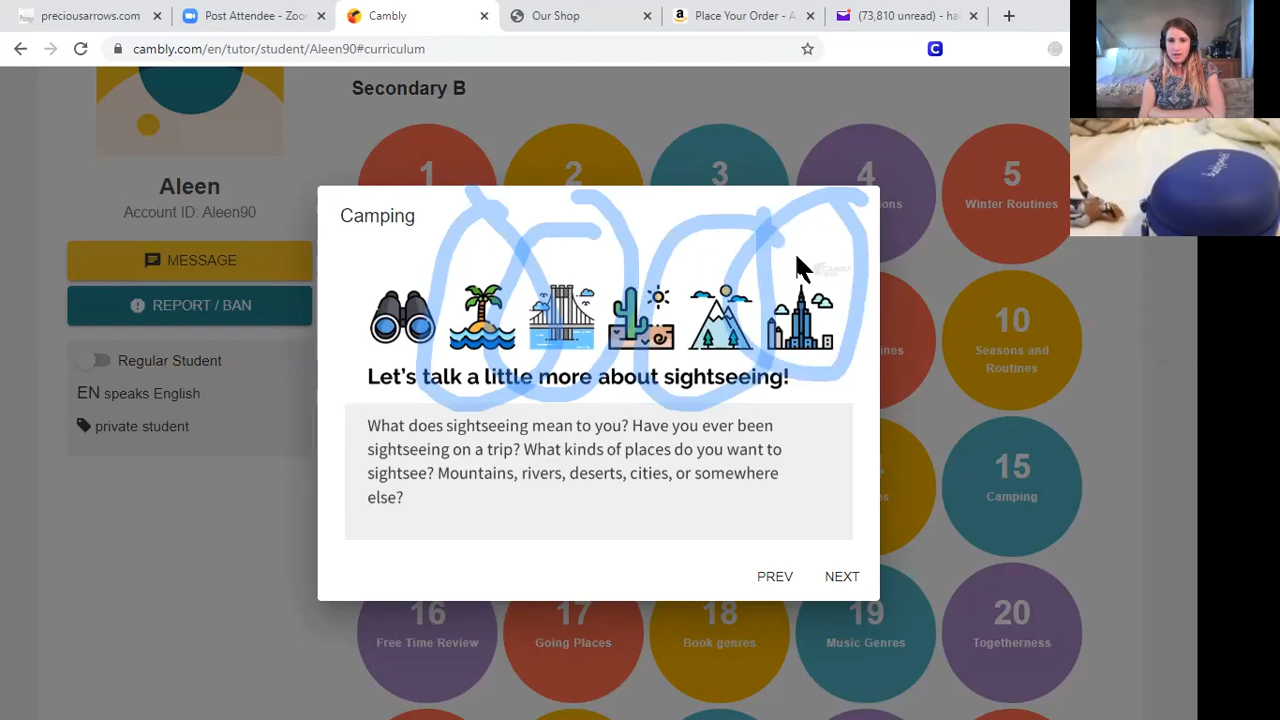 preciousarrows.com
Post Attendee - Zoo
Cambly
Our Shop
Place Your Order - A
(73,810 unread) - ha
cambly.com/en/tutor/student/Aleen90#curriculum
C
Secondary B
1
2
3
4
5
Winter Routines
Aleen
Account ID: Aleen90
MESSAGE
REPORT / BAN
Regular Student
EN speaks English
private student
Camping
CAMBLY
Let's talk a little more about sightseeing!
What does sightseeing mean to you? Have you ever been
sightseeing on a trip? What kinds of places do you want to
sightsee? Mountains, rivers, deserts, cities, or somewhere
else?
PREV
NEXT
10
Seasons and
Routines
15
Camping
16
Free Time Review
17
Going Places
18
Book genres
19
Music Genres
20
Togetherness